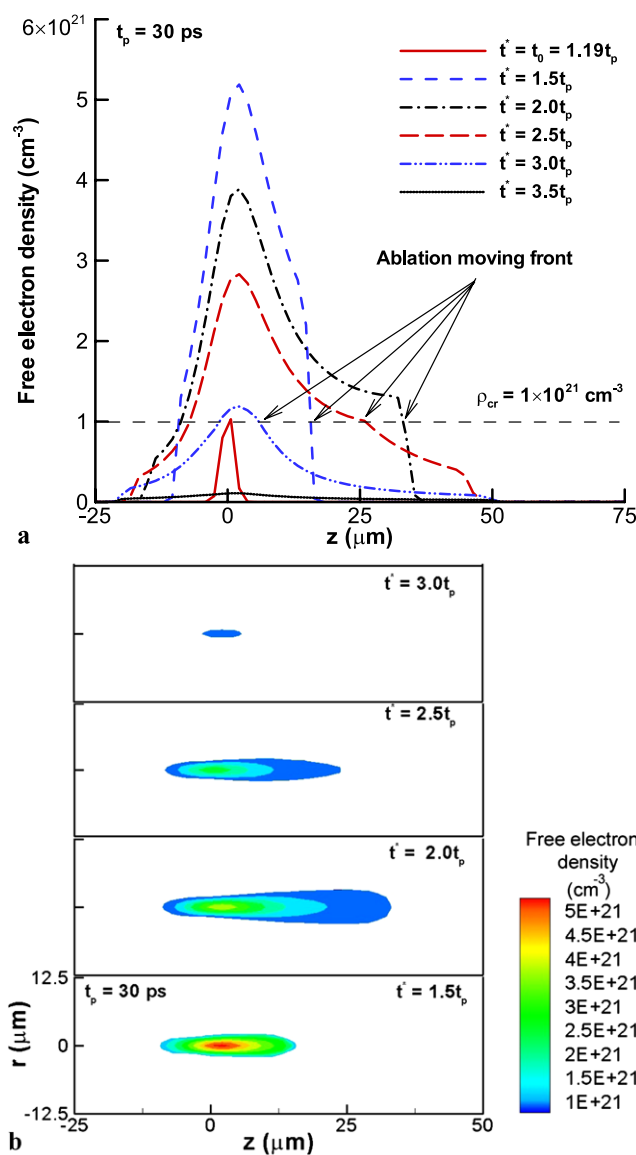 6×10²¹
t_p = 30 ps
t* = t₀ = 1.19t_p
t* = 1.5t_p
t* = 2.0t_p
t* = 2.5t_p
t* = 3.0t_p
t* = 3.5t_p
5
4
3
2
1
0
Free electron density (cm⁻³)
Ablation moving front
ρ_cr = 1×10²¹ cm⁻³
-25 0 25 50 75
z (μm)
a
t* = 3.0t_p
t* = 2.5t_p
t* = 2.0t_p
t_p = 30 ps t* = 1.5t_p
12.5
0
-12.5
r (μm)
-25 0 25 50
z (μm)
b
Free electron
density
(cm⁻³)
5E+21
4.5E+21
4E+21
3.5E+21
3E+21
2.5E+21
2E+21
1.5E+21
1E+21